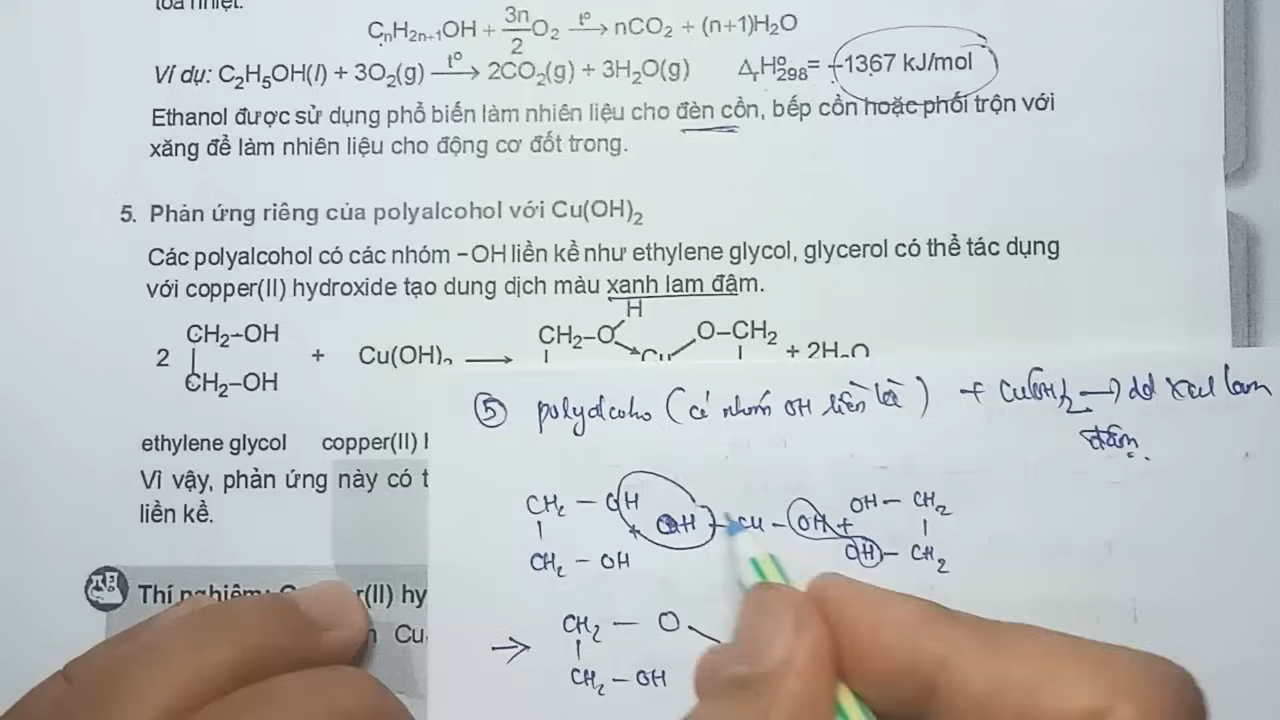 toả nhiệt.
CnH2n+1OH + 3n/2 O2 —t°→ nCO2 + (n+1)H2O
Ví dụ: C2H5OH(l) + 3O2(g) —t°→ 2CO2(g) + 3H2O(g) ΔrH°298 = –1367 kJ/mol
Ethanol được sử dụng phổ biến làm nhiên liệu cho đèn cồn, bếp cồn hoặc phối trộn với
xăng để làm nhiên liệu cho động cơ đốt trong.
5. Phản ứng riêng của polyalcohol với Cu(OH)2
Các polyalcohol có các nhóm –OH liền kề như ethylene glycol, glycerol có thể tác dụng
với copper(II) hydroxide tạo dung dịch màu xanh lam đậm.
H
CH2–OH CH2–O O–CH2
2 + Cu(OH)2 → Cu + 2H2O
CH2–OH
5 polyalcoho (có nhóm OH liền kề) + Cu(OH)2 → dd xanh lam
đậm.
ethylene glycol copper(II)
Vì vậy, phản ứng này có
liền kề.
CH2 – OH OH – CH2
+ OH – Cu – OH +
CH2 – OH OH – CH2
Thí nghiệm: (II) hy
Cu
→ CH2 – O
CH2 – OH